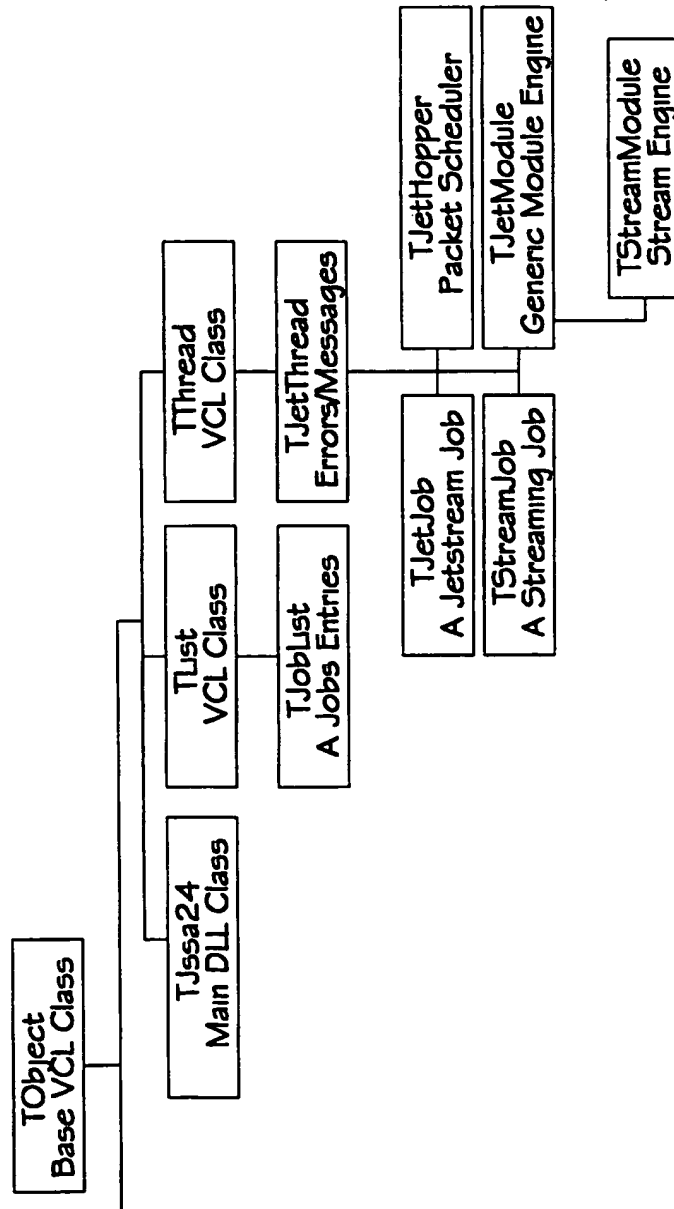 TObject
Base VCL Class
TJssa24
Main DLL Class
TList
VCL Class
TThread
VCL Class
TJobList
A Jobs Entries
TJetThread
Errors/Messages
TJetJob
A Jetstream Job
TJetHopper
Packet Scheduler
TStreamJob
A Streaming Job
TJetModule
Generic Module Engine
TStreamModule
Stream Engine